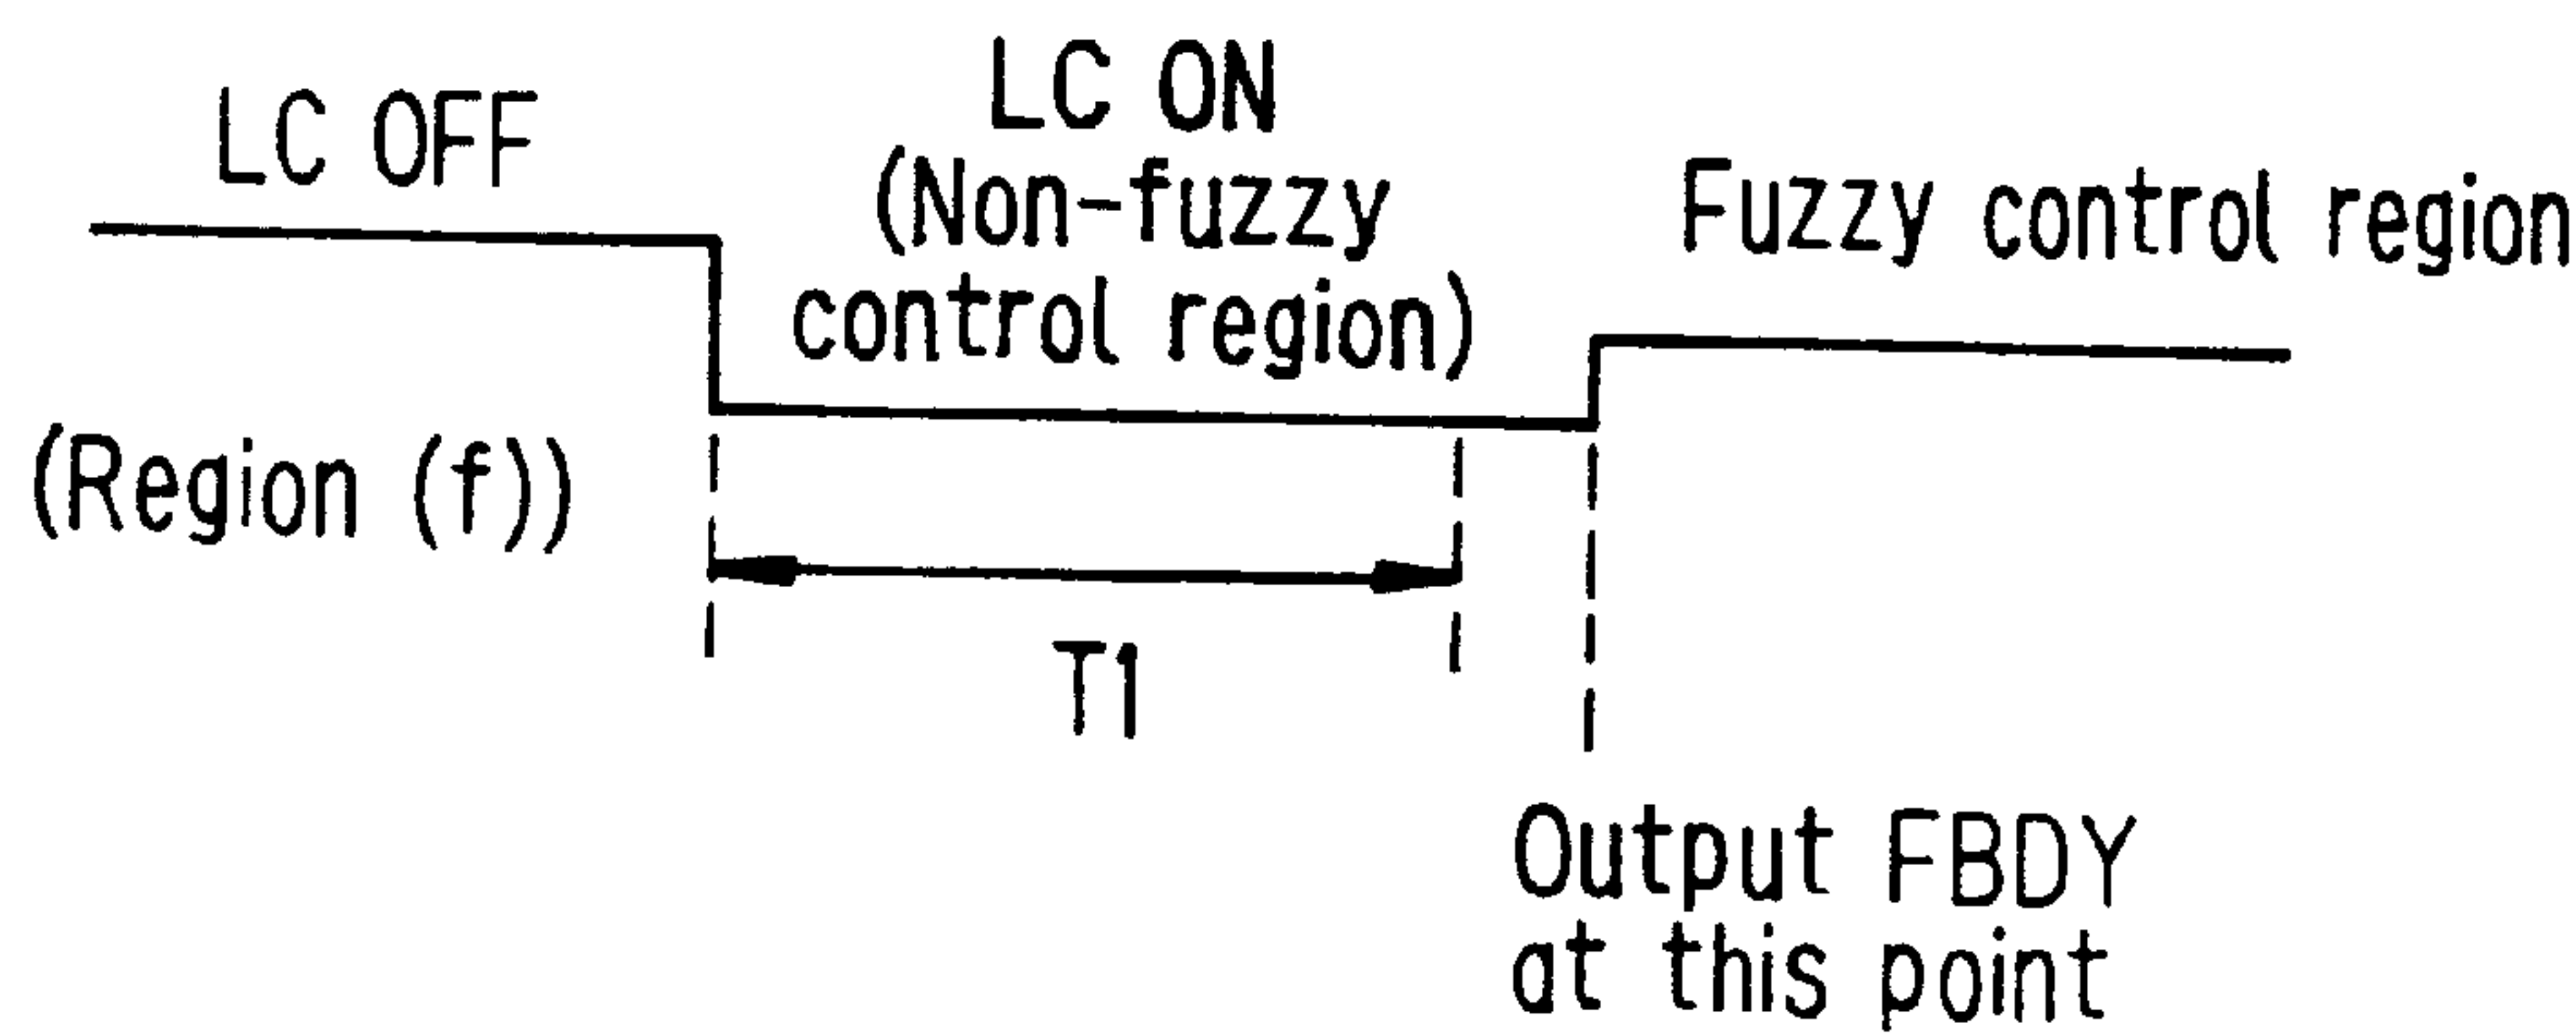 LC OFF
LC ON
(Non-fuzzy
control region)
Fuzzy control region
(Region (f))
T1
Output FBDY
at this point